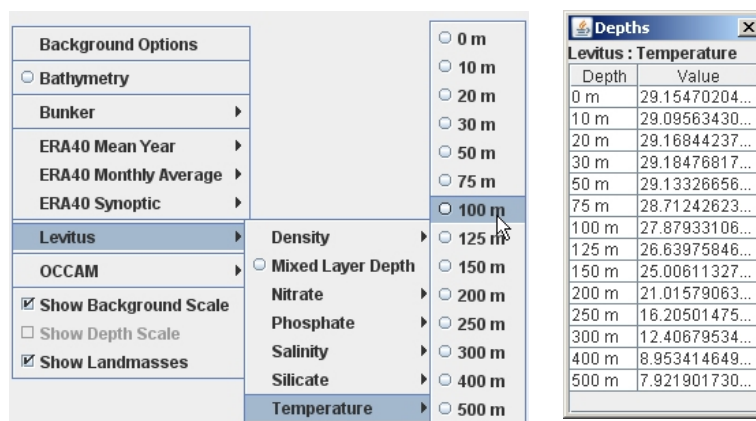 Background Options
Bathymetry
Bunker
ERA40 Mean Year
ERA40 Monthly Average
ERA40 Synoptic
Levitus
OCCAM
Show Background Scale
Show Depth Scale
Show Landmasses
Density
Mixed Layer Depth
Nitrate
Phosphate
Salinity
Silicate
Temperature
0 m
10 m
20 m
30 m
50 m
75 m
100 m
125 m
150 m
200 m
250 m
300 m
400 m
500 m
Depths
Levitus : Temperature
Depth Value
0 m 29.15470204...
10 m 29.09563430...
20 m 29.16844237...
30 m 29.18476817...
50 m 29.13326656...
75 m 28.71242623...
100 m 27.87933106...
125 m 26.63975846...
150 m 25.00611327...
200 m 21.01579063...
250 m 16.20501475...
300 m 12.40679534...
400 m 8.953414649...
500 m 7.921901730...